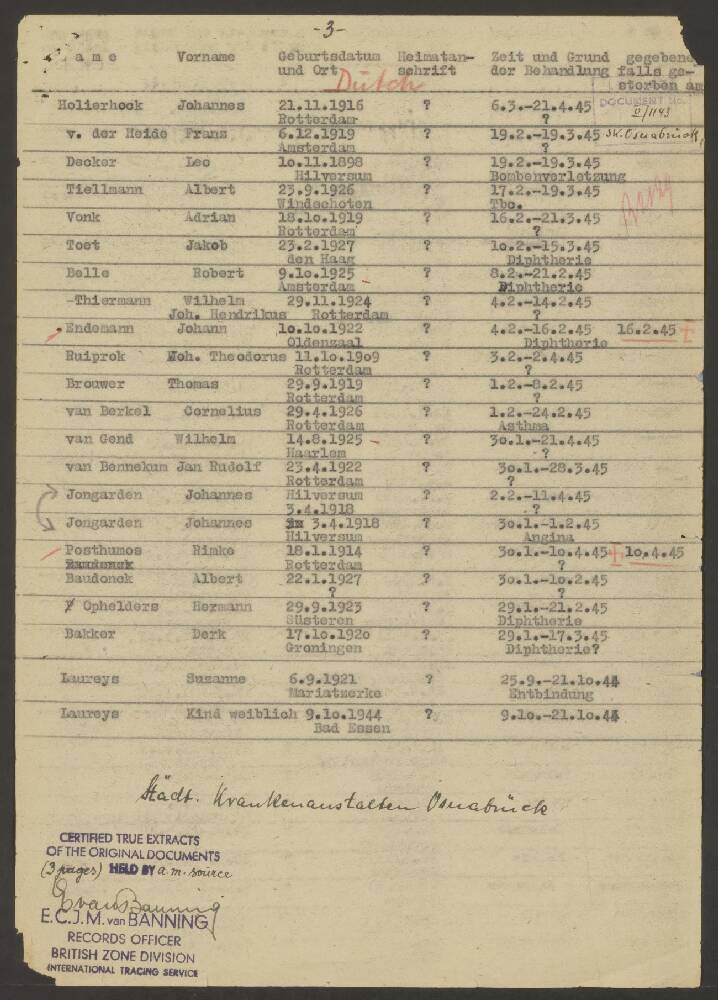 -3-
Name Vorname Geburtsdatum Heimatan- Zeit und Grund gegebenen
und Ort schrift der Behandlung falls ge-
Dutch storben am
DOCUMENT No.
Holierhoek Johannes 21.11.1916 ? 6.3.-21.4.45 II/1143
Rotterdam ?
v. der Heide Franz 6.12.1919 ? 19.2.-19.3.45 Sk. Osnabrück
Amsterdam ?
Decker Leo 10.11.1898 ? 19.2.-19.3.45
Hilversum Bombenverletzung
Tiellmann Albert 23.9.1926 ? 17.2.-19.3.45
Windschoten Tbc.
Vonk Adrian 18.10.1919 ? 16.2.-21.3.45
Rotterdam ?
Toet Jakob 23.2.1927 ? 10.2.-15.3.45
den Haag Diphtherie
Belle Robert 9.10.1925 ? 8.2.-21.2.45
Amsterdam Diphtherie
-Thiermann Wilhelm 29.11.1924 ? 4.2.-14.2.45
Joh. Hendrikus Rotterdam ?
Endemann Johann 10.10.1922 ? 4.2.-16.2.45 16.2.45 +
Oldenzaal Diphtherie
Ruiprok Moh. Theodorus 11.10.1909 ? 3.2.-2.4.45
Rotterdam ?
Brouwer Thomas 29.9.1919 ? 1.2.-8.2.45
Rotterdam ?
van Berkel Cornelius 29.4.1926 ? 1.2.-24.2.45
Rotterdam Asthma
van Gend Wilhelm 14.8.1925 ? 30.1.-21.4.45
Haarlem ?
van Bennekum Jan Rudolf 23.4.1922 ? 30.1.-28.3.45
Rotterdam ?
Jongarden Johannes Hilversum ? 2.2.-11.4.45
3.4.1918 ?
Jongarden Johannes 3.4.1918 ? 30.1.-1.2.45
Hilversum Angina
Posthumos Rimke 18.1.1914 ? 30.1.-10.4.45 + 10.4.45
Baudonck Rotterdam ?
Baudonck Albert 22.1.1927 ? 30.1.-10.2.45
? ?
Ophelders Hermann 29.9.1923 ? 29.1.-21.2.45
Süsteren Diphtherie
Bakker Derk 17.10.1920 ? 29.1.-17.3.45
Groningen Diphtherie?
Laureys Suzanne 6.9.1921 ? 25.9.-21.10.44
Mariatzerke Entbindung
Laureys Kind weiblich 9.10.1944 ? 9.10.-21.10.44
Bad Essen
Städt. Krankenanstalten Osnabrück
CERTIFIED TRUE EXTRACTS
OF THE ORIGINAL DOCUMENTS
(3 pages) HELD BY a.m. source
EvanBanning
E.C.J.M. van BANNING
RECORDS OFFICER
BRITISH ZONE DIVISION
INTERNATIONAL TRACING SERVICE